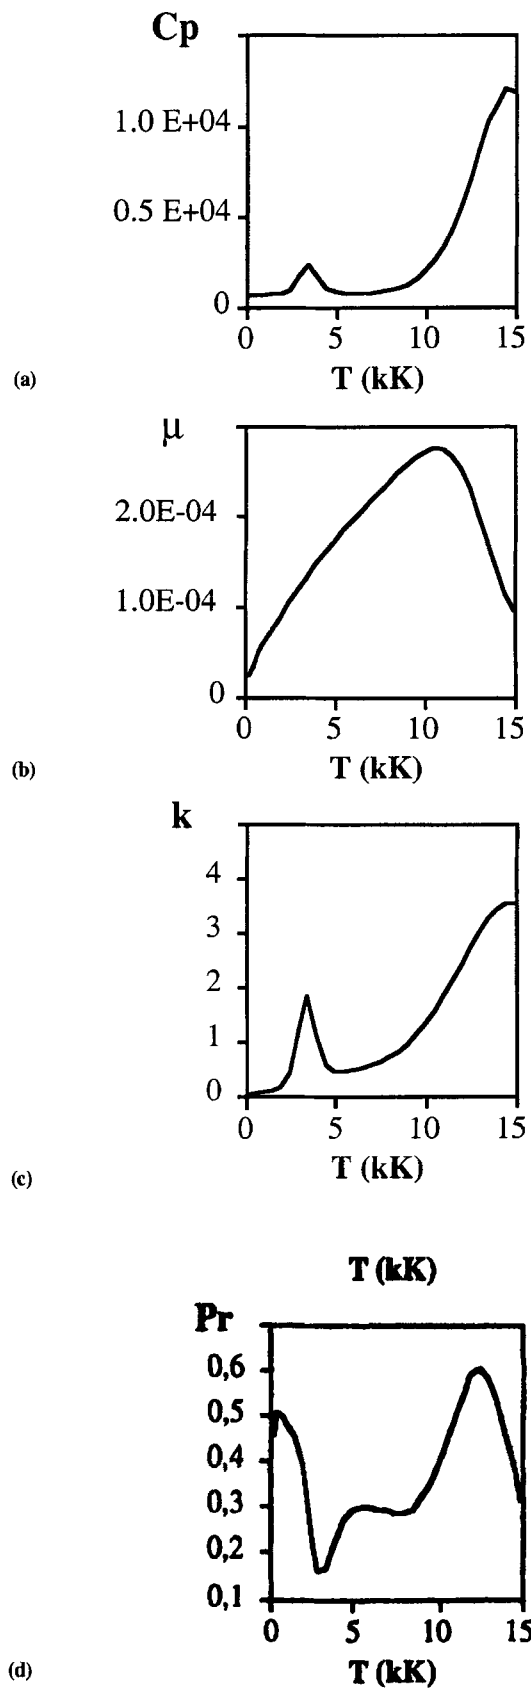 Cp
1.0 E+04
0.5 E+04
0
0 5 10 15
T (kK)
(a)
μ
2.0E-04
1.0E-04
0
0 5 10 15
T (kK)
(b)
k
4
3
2
1
0
0 5 10 15
T (kK)
(c)
T (kK)
Pr
0,6
0,5
0,4
0,3
0,2
0,1
0 5 10 15
T (kK)
(d)